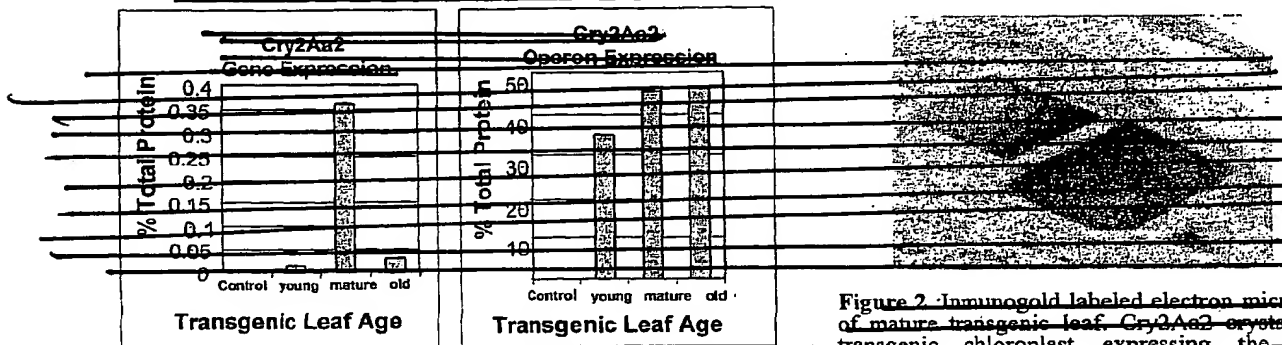 Cry2Aa2
Gene Expression
% Total Protein
0.4
0.35
0.3
0.25
0.2
0.15
0.1
0.05
0
Control young mature old
Transgenic Leaf Age
Cry2Aa2
Operon Expression
% Total Protein
50
40
30
20
10
Control young mature old
Transgenic Leaf Age
Figure 2. Immunogold labeled electron mic
of mature transgenic leaf. Cry2Aa2 cryst
transgenic chloroplast expressing the